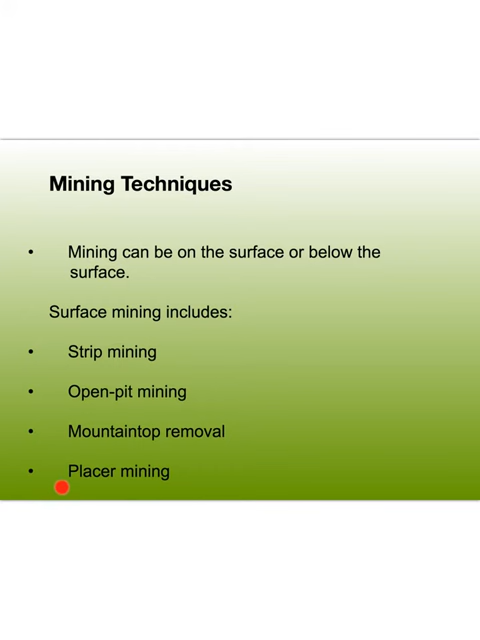 Mining Techniques
• Mining can be on the surface or below the
surface.
Surface mining includes:
• Strip mining
• Open-pit mining
• Mountaintop removal
• Placer mining